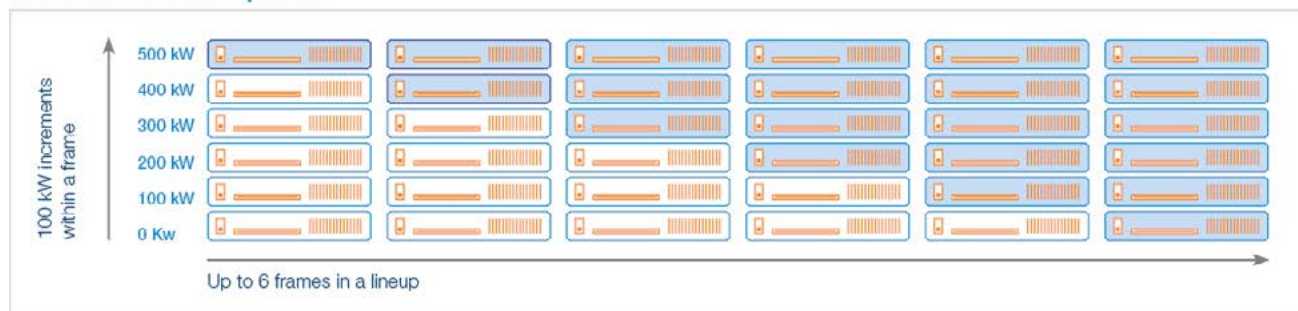 100 kW increments
within a frame
500 kW
400 kW
300 kW
200 kW
100 kW
0 Kw
Up to 6 frames in a lineup